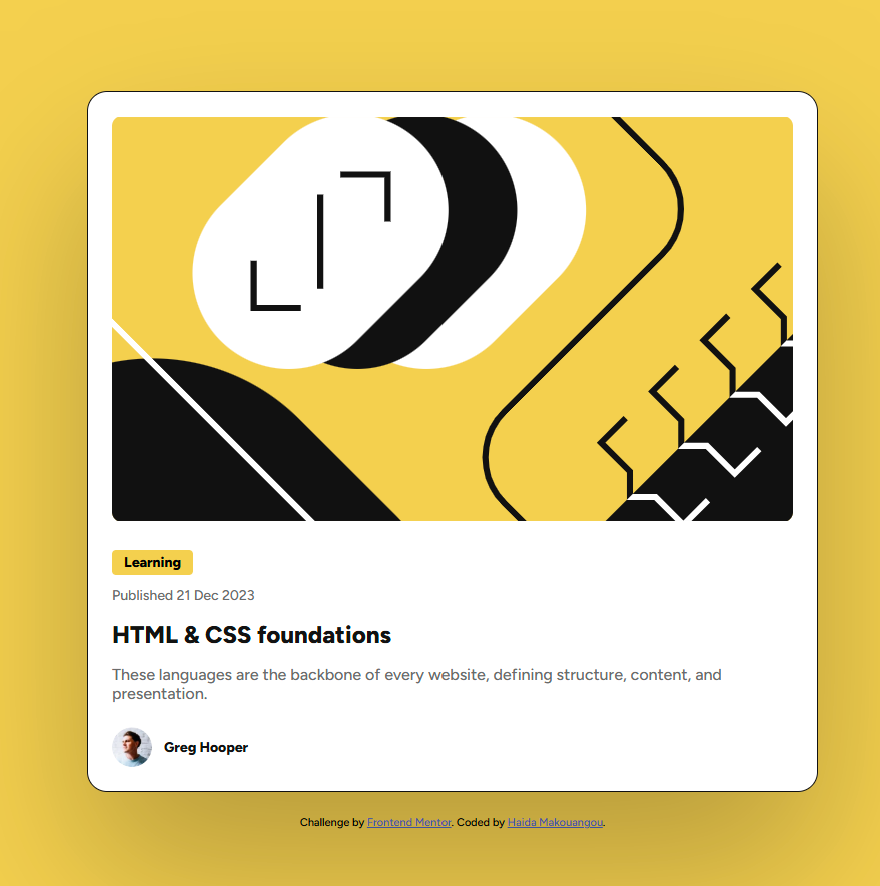 Learning
Published 21 Dec 2023
HTML & CSS foundations
These languages are the backbone of every website, defining structure, content, and
presentation.
Greg Hooper
Challenge by Frontend Mentor. Coded by Haida Makouangou.